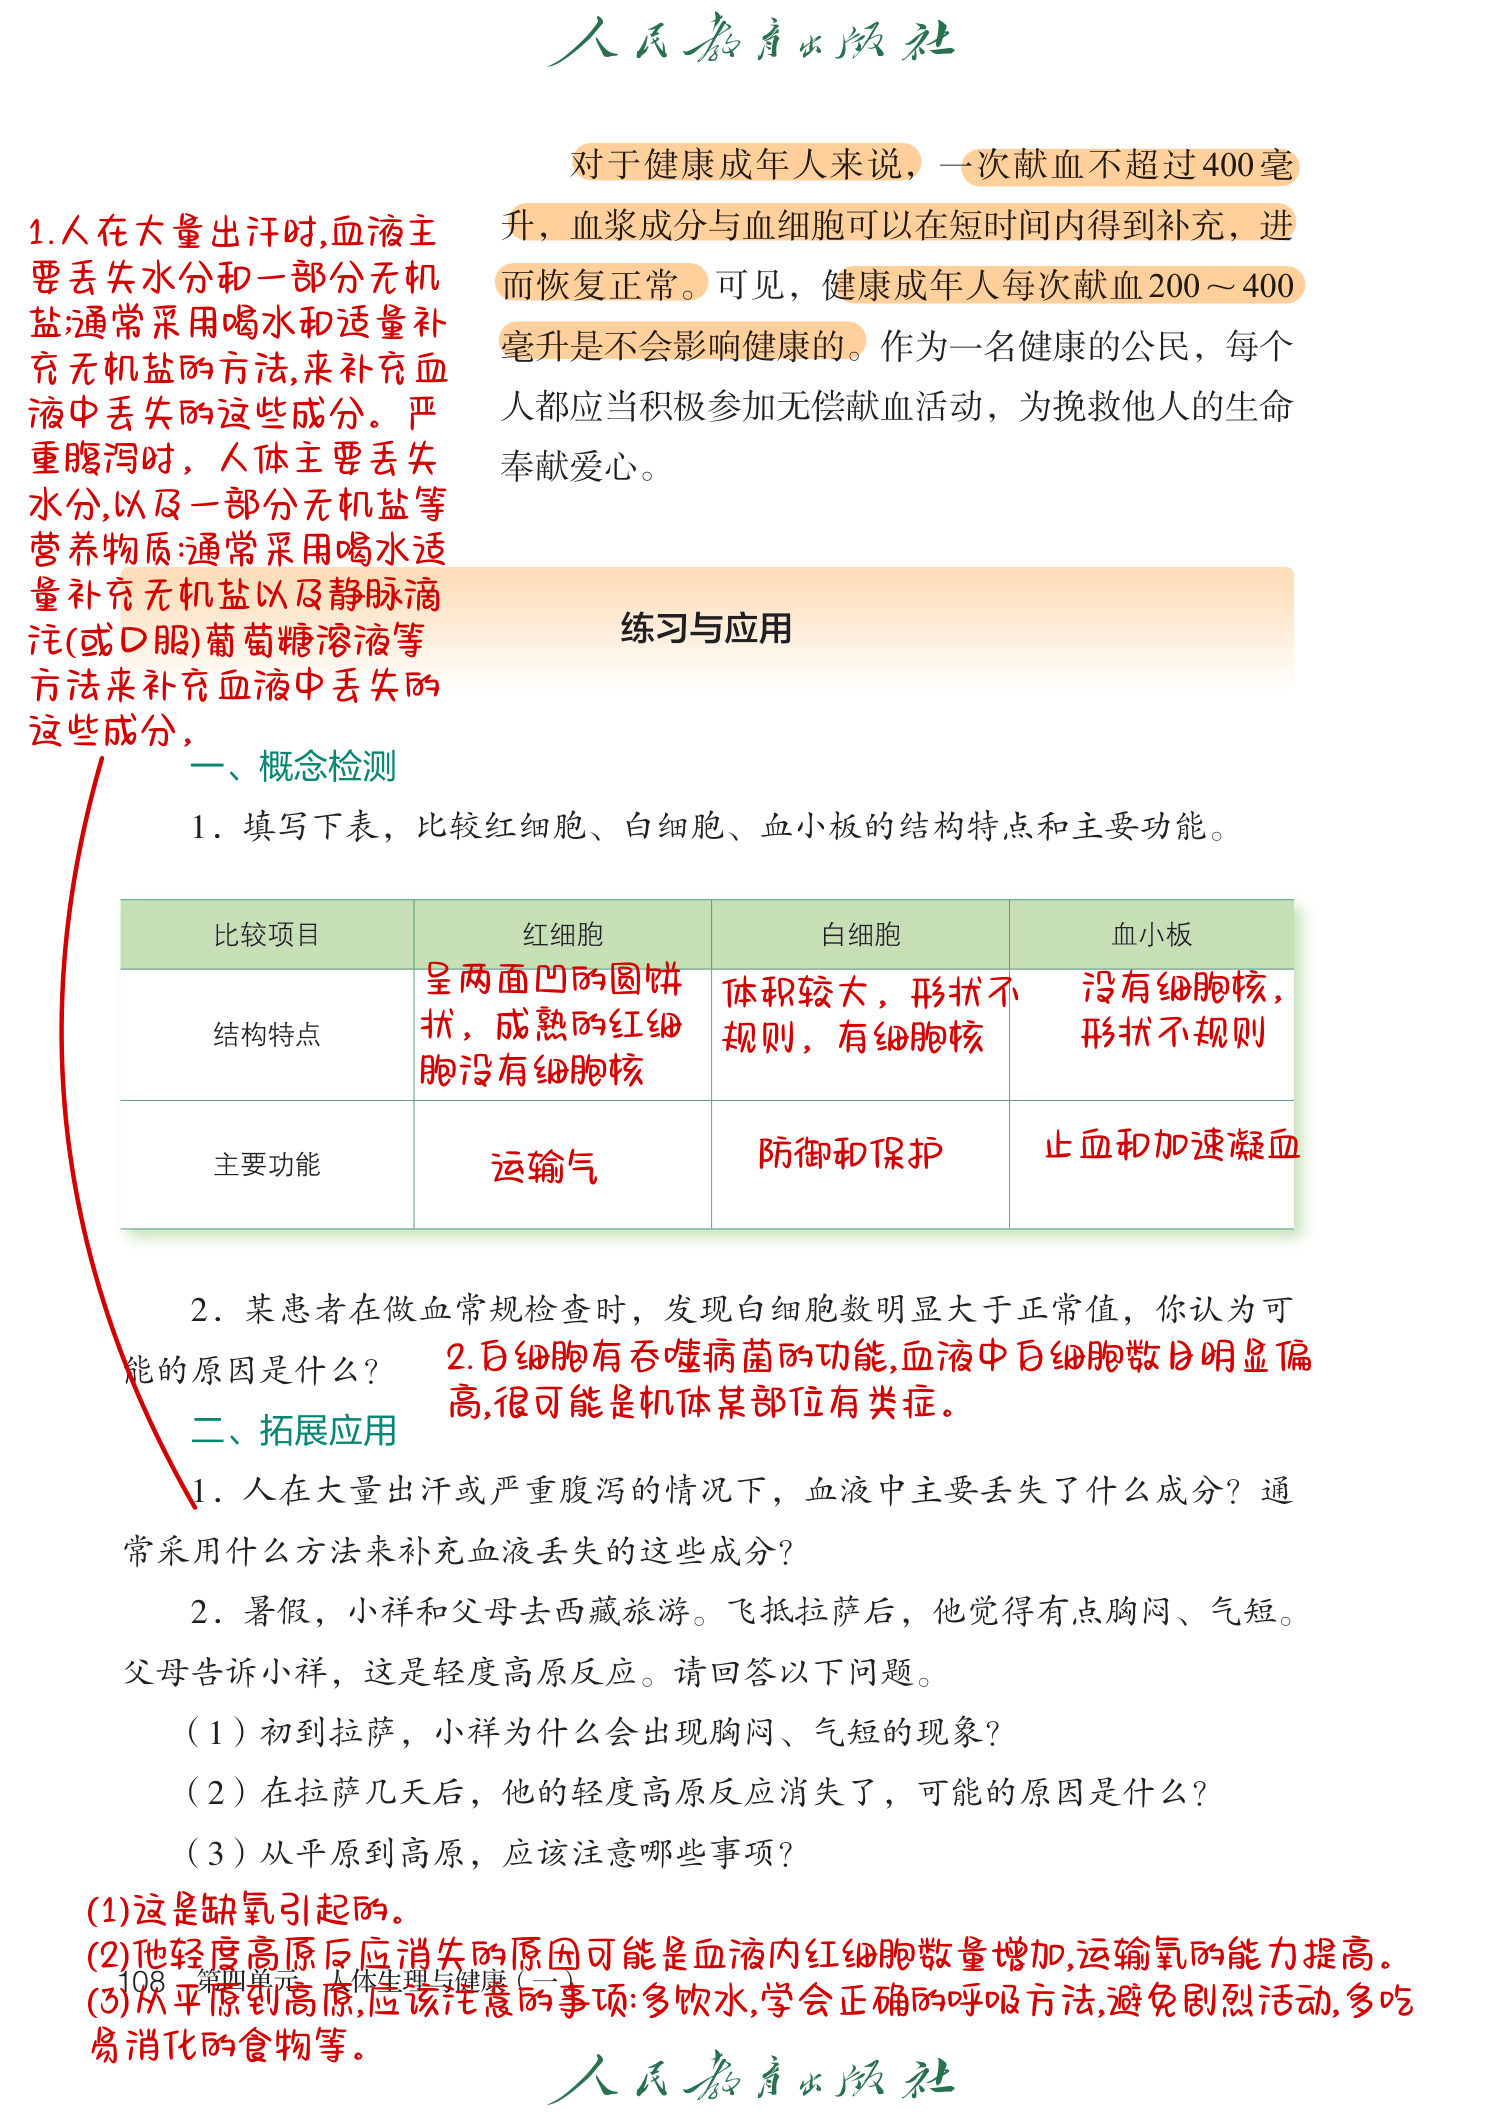 人民教育出版社
对于健康成年人来说，一次献血不超过400毫
升，血浆成分与血细胞可以在短时间内得到补充，进
而恢复正常。可见，健康成年人每次献血200～400
毫升是不会影响健康的。作为一名健康的公民，每个
人都应当积极参加无偿献血活动，为挽救他人的生命
奉献爱心。
1.人在大量出汗时,血液主
要丢失水分和一部分无机
盐;通常采用喝水和适量补
充无机盐的方法,来补充血
液中丢失的这些成分。严
重腹泻时，人体主要丢失
水分,以及一部分无机盐等
营养物质:通常采用喝水适
量补充无机盐以及静脉滴
注(或口服)葡萄糖溶液等
方法来补充血液中丢失的
这些成分，
练习与应用
一、概念检测
1．填写下表，比较红细胞、白细胞、血小板的结构特点和主要功能。
比较项目 红细胞 白细胞 血小板
结构特点
呈两面凹的圆饼
状，成熟的红细
胞没有细胞核
体积较大，形状不
规则，有细胞核
没有细胞核，
形状不规则
主要功能 运输气 防御和保护 止血和加速凝血
2．某患者在做血常规检查时，发现白细胞数明显大于正常值，你认为可
能的原因是什么？
2.白细胞有吞噬病菌的功能,血液中白细胞数目明显偏
高,很可能是机体某部位有类症。
二、拓展应用
1．人在大量出汗或严重腹泻的情况下，血液中主要丢失了什么成分？通
常采用什么方法来补充血液丢失的这些成分？
2．暑假，小祥和父母去西藏旅游。飞抵拉萨后，他觉得有点胸闷、气短。
父母告诉小祥，这是轻度高原反应。请回答以下问题。
（1）初到拉萨，小祥为什么会出现胸闷、气短的现象？
（2）在拉萨几天后，他的轻度高原反应消失了，可能的原因是什么？
（3）从平原到高原，应该注意哪些事项？
(1)这是缺氧引起的。
(2)他轻度高原反应消失的原因可能是血液内红细胞数量增加,运输氧的能力提高。
108 第四单元 人体生理与健康（一）
(3)从平原到高原,应该注意的事项:多饮水,学会正确的呼吸方法,避免剧烈活动,多吃
易消化的食物等。
人民教育出版社